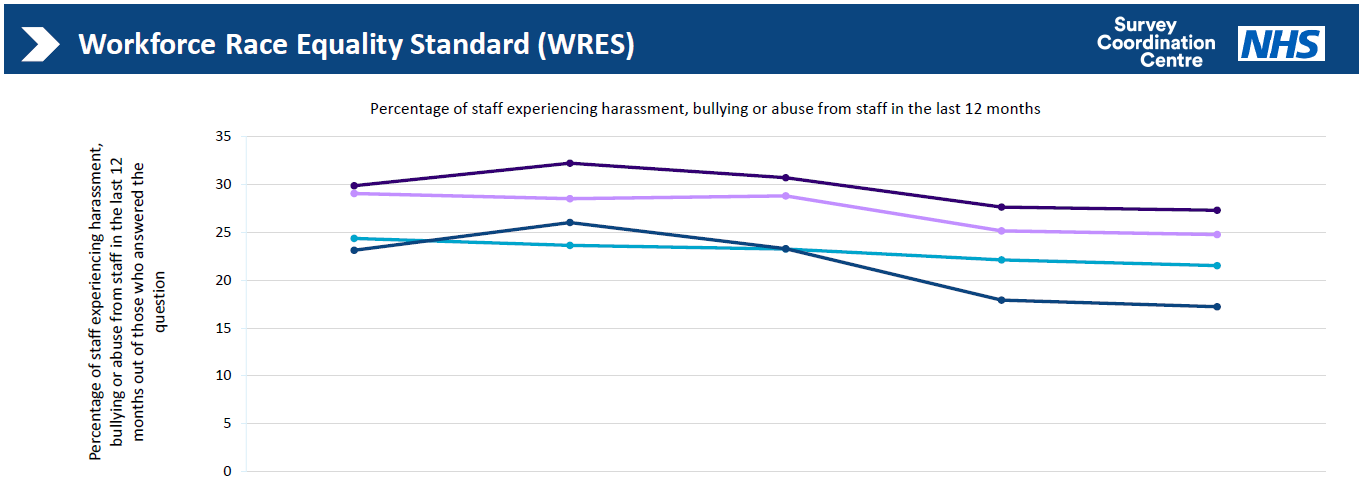 Workforce Race Equality Standard (WRES)
Survey
Coordination
Centre
NHS
Percentage of staff experiencing harassment, bullying or abuse from staff in the last 12 months
Percentage of staff experiencing harassment,
bullying or abuse from staff in the last 12
months out of those who answered the
question
35
30
25
20
15
10
5
0